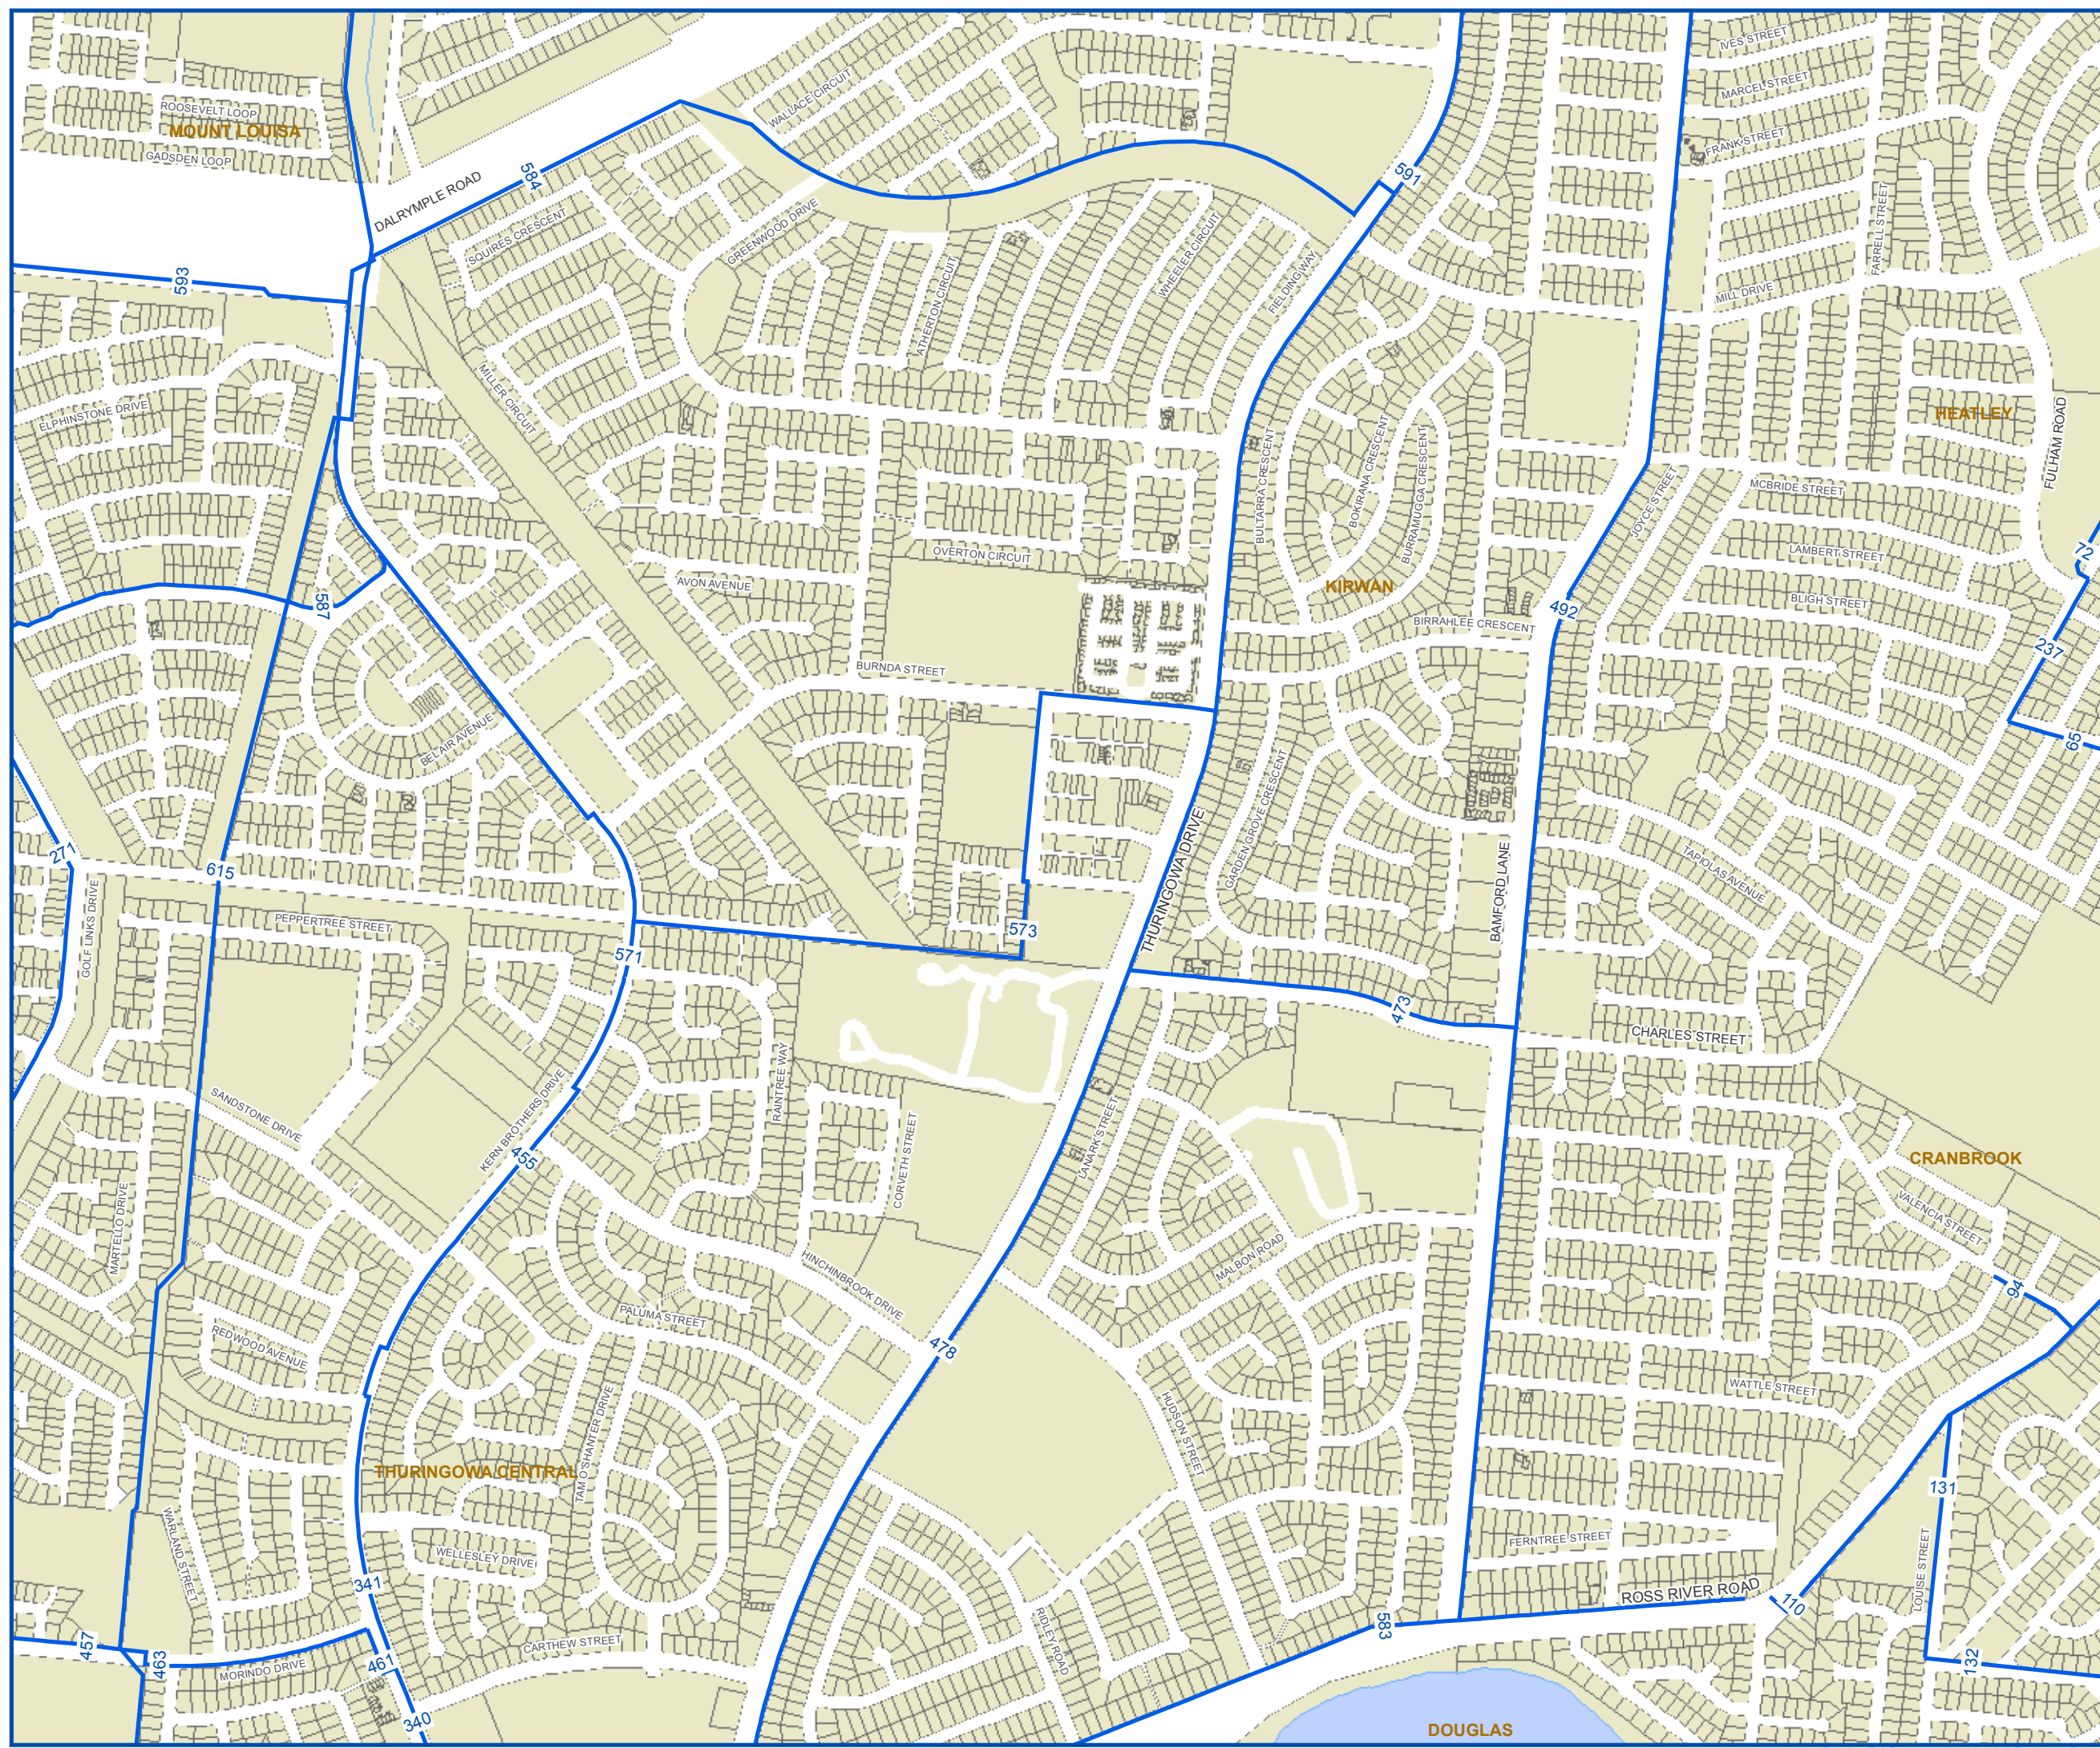 IVES STREET
MARCEL STREET
WALLACE CIRCUIT
ROOSEVELT LOOP
MOUNT LOUISA
GADSDEN LOOP
FRANK STREET
584
591
DALRYMPLE ROAD
SQUIRES CRESCENT
GREENWOOD DRIVE
WHEELER CIRCUIT
FARRELL STREET
593
ATHERTON CIRCUIT
FIELDING WAY
MILL DRIVE
MILLER CIRCUIT
ELPHINSTONE DRIVE
HEATLEY
FULHAM ROAD
BULTARRA CRESCENT
BOKIRANA CRESCENT
BURRAMUGGA CRESCENT
JOYCE STREET
MCBRIDE STREET
OVERTON CIRCUIT
LAMBERT STREET
72
AVON AVENUE
KIRWAN
587
492
BLIGH STREET
BIRRAHLEE CRESCENT
237
BURNDA STREET
BELAIR AVENUE
65
GARDEN GROVE CRESCENT
271
615
THURINGOWA DRIVE
TAPIOLAS AVENUE
BAMFORD LANE
GOLF LINKS DRIVE
PEPPERTREE STREET
573
571
473
CHARLES STREET
RAINTREE WAY
SANDSTONE DRIVE
KERN BROTHERS DRIVE
LANARK STREET
CORVETH STREET
455
CRANBROOK
MARTELLO DRIVE
VALENCIA STREET
MALBON ROAD
HINCHINBROOK DRIVE
94
PALUMA STREET
REDWOOD AVENUE
478
WATTLE STREET
HUDSON STREET
TAM O'SHANTER DRIVE
THURINGOWA CENTRAL
131
WARLAND STREET
WELLESLEY DRIVE
FERNTREE STREET
LOUISE STREET
341
ROSS RIVER ROAD
110
583
RIDLEY ROAD
CARTHEW STREET
457
463
MORINDO DRIVE
461
132
340
DOUGLAS